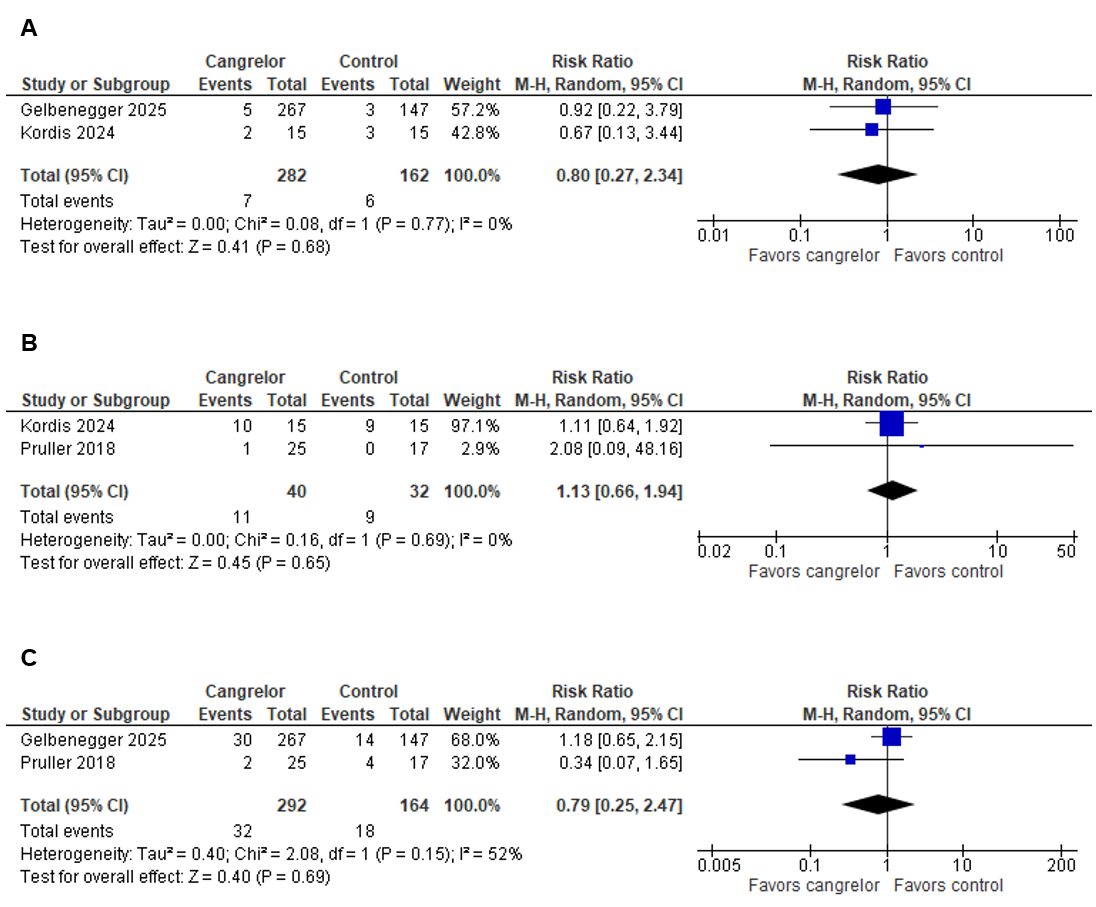 A
Cangrelor Control Risk Ratio Risk Ratio
Study or Subgroup Events Total Events Total Weight M-H, Random, 95% CI M-H, Random, 95% CI
Gelbenegger 2025 5 267 3 147 57.2% 0.92 [0.22, 3.79]
Kordis 2024 2 15 3 15 42.8% 0.67 [0.13, 3.44]
Total (95% CI) 282 162 100.0% 0.80 [0.27, 2.34]
Total events 7 6
Heterogeneity: Tau² = 0.00; Chi² = 0.08, df = 1 (P = 0.77); I² = 0%
Test for overall effect: Z = 0.41 (P = 0.68)
0.01 0.1 1 10 100
Favors cangrelor Favors control
B
Cangrelor Control Risk Ratio Risk Ratio
Study or Subgroup Events Total Events Total Weight M-H, Random, 95% CI M-H, Random, 95% CI
Kordis 2024 10 15 9 15 97.1% 1.11 [0.64, 1.92]
Pruller 2018 1 25 0 17 2.9% 2.08 [0.09, 48.16]
Total (95% CI) 40 32 100.0% 1.13 [0.66, 1.94]
Total events 11 9
Heterogeneity: Tau² = 0.00; Chi² = 0.16, df = 1 (P = 0.69); I² = 0%
Test for overall effect: Z = 0.45 (P = 0.65)
0.02 0.1 1 10 50
Favors cangrelor Favors control
C
Cangrelor Control Risk Ratio Risk Ratio
Study or Subgroup Events Total Events Total Weight M-H, Random, 95% CI M-H, Random, 95% CI
Gelbenegger 2025 30 267 14 147 68.0% 1.18 [0.65, 2.15]
Pruller 2018 2 25 4 17 32.0% 0.34 [0.07, 1.65]
Total (95% CI) 292 164 100.0% 0.79 [0.25, 2.47]
Total events 32 18
Heterogeneity: Tau² = 0.40; Chi² = 2.08, df = 1 (P = 0.15); I² = 52%
Test for overall effect: Z = 0.40 (P = 0.69)
0.005 0.1 1 10 200
Favors cangrelor Favors control